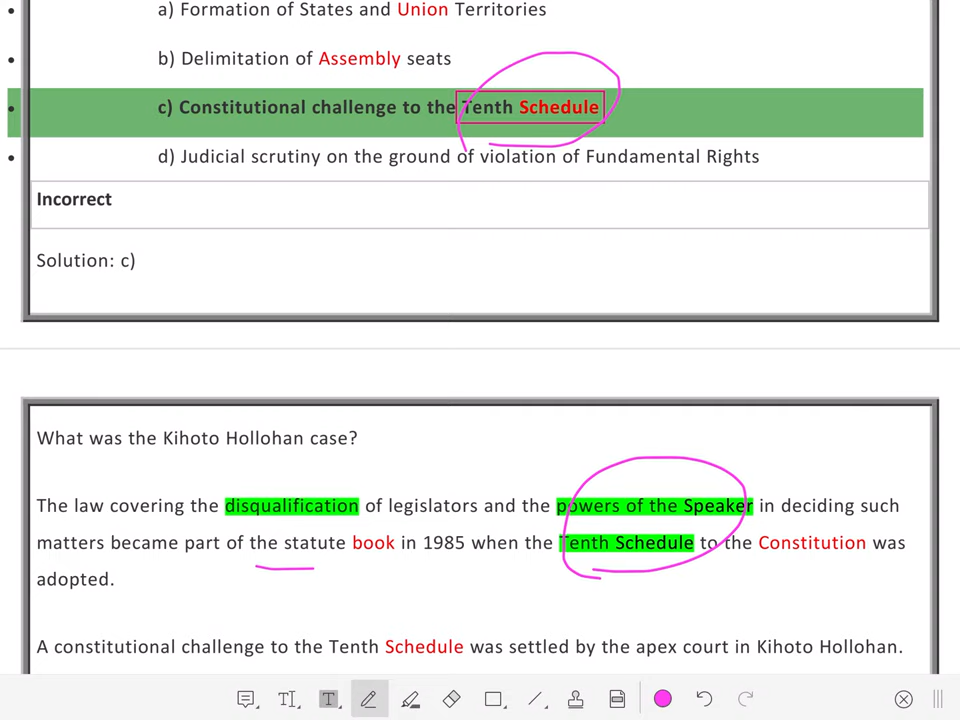 a) Formation of States and Union Territories
b) Delimitation of Assembly seats
c) Constitutional challenge to the Tenth Schedule
d) Judicial scrutiny on the ground of violation of Fundamental Rights
Incorrect
Solution: c)
What was the Kihoto Hollohan case?
The law covering the disqualification of legislators and the powers of the Speaker in deciding such
matters became part of the statute book in 1985 when the Tenth Schedule to the Constitution was
adopted.
A constitutional challenge to the Tenth Schedule was settled by the apex court in Kihoto Hollohan.